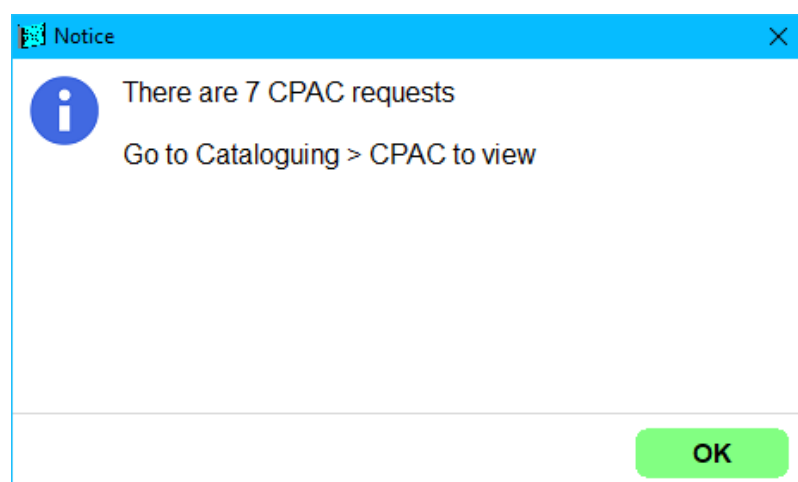 Notice
There are 7 CPAC requests
Go to Cataloguing > CPAC to view
OK